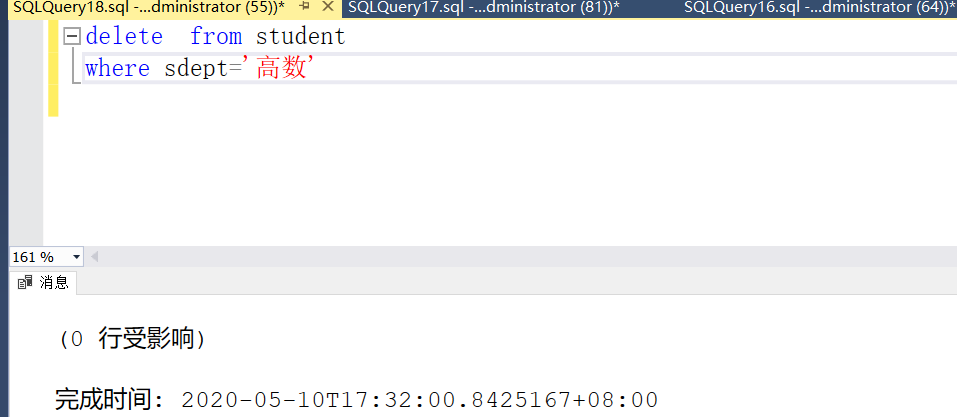 SQLQuery18.sql -...dministrator (55))* SQLQuery17.sql -...dministrator (81))* SQLQuery16.sql -...dministrator (64))*
delete  from student
where sdept='高数'
161 %
消息
(0 行受影响)
完成时间: 2020-05-10T17:32:00.8425167+08:00